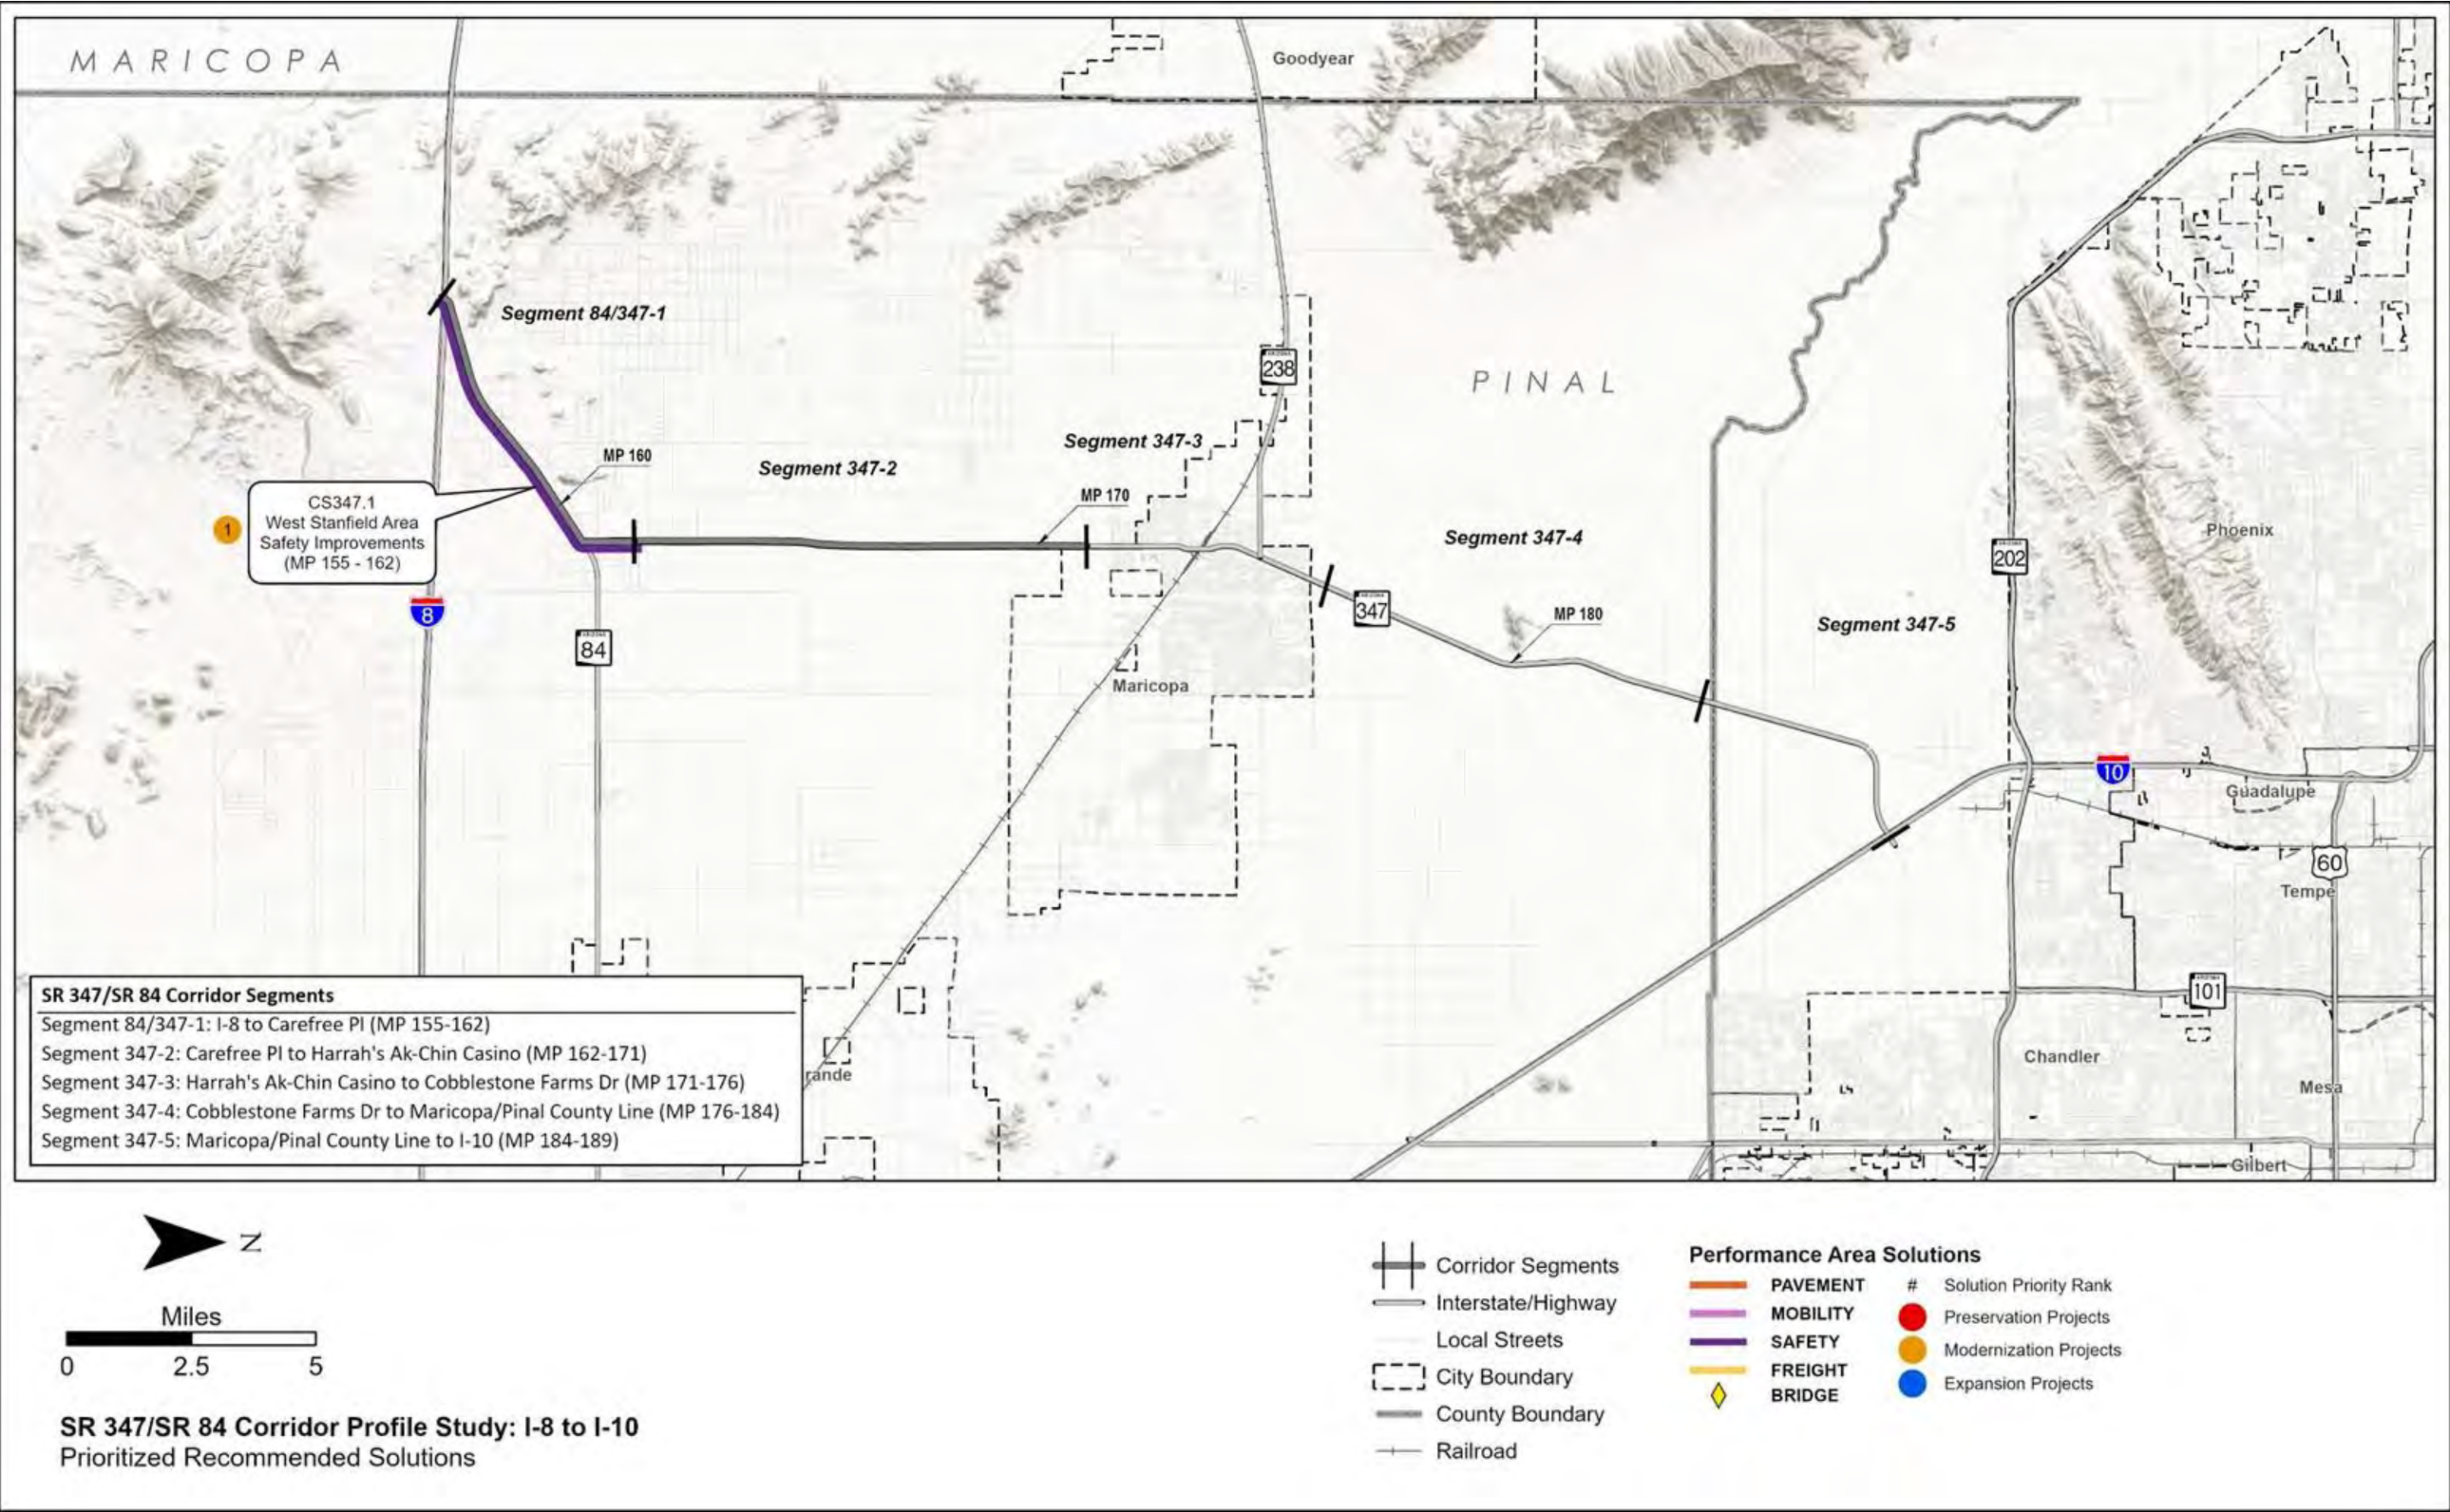 MARICOPA
Goodyear
Segment 84/347-1
238
PINAL
Segment 347-3
MP 160
Segment 347-2
MP 170
1
CS347.1
West Stanfield Area
Safety Improvements
(MP 155 - 162)
Segment 347-4
Phoenix
202
8
347
MP 180
Segment 347-5
84
Maricopa
10
Guadalupe
60
Tempe
101
Chandler
Mesa
rande
Gilbert
SR 347/SR 84 Corridor Segments
Segment 84/347-1: I-8 to Carefree Pl (MP 155-162)
Segment 347-2: Carefree Pl to Harrah's Ak-Chin Casino (MP 162-171)
Segment 347-3: Harrah's Ak-Chin Casino to Cobblestone Farms Dr (MP 171-176)
Segment 347-4: Cobblestone Farms Dr to Maricopa/Pinal County Line (MP 176-184)
Segment 347-5: Maricopa/Pinal County Line to I-10 (MP 184-189)
N
Miles
0 2.5 5
SR 347/SR 84 Corridor Profile Study: I-8 to I-10
Prioritized Recommended Solutions
Corridor Segments
Interstate/Highway
Local Streets
City Boundary
County Boundary
Railroad
Performance Area Solutions
PAVEMENT
MOBILITY
SAFETY
FREIGHT
BRIDGE
# Solution Priority Rank
Preservation Projects
Modernization Projects
Expansion Projects